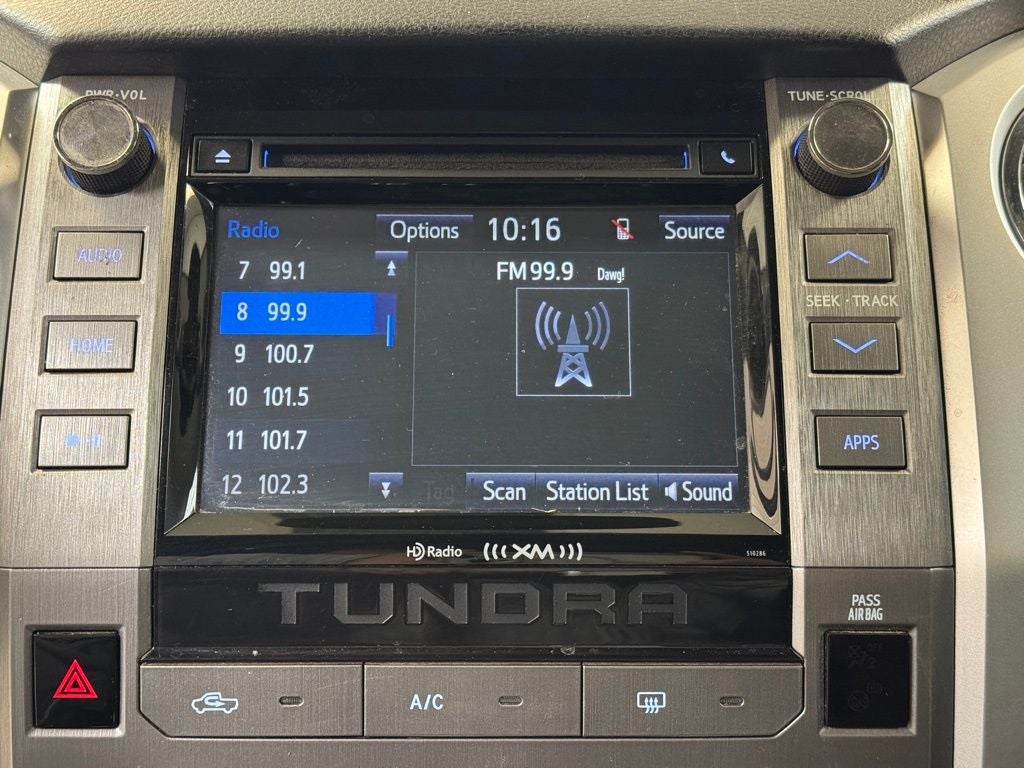 PWR·VOL
TUNE·SCROLL
Radio
Options
10:16
Source
AUDIO
HOME
7 99.1
8 99.9
9 100.7
10 101.5
11 101.7
12 102.3
FM 99.9 Dawg!
Tag
Scan
Station List
Sound
SEEK · TRACK
APPS
HD Radio
(((XM)))
510286
TUNDRA
PASS
AIR BAG
A/C